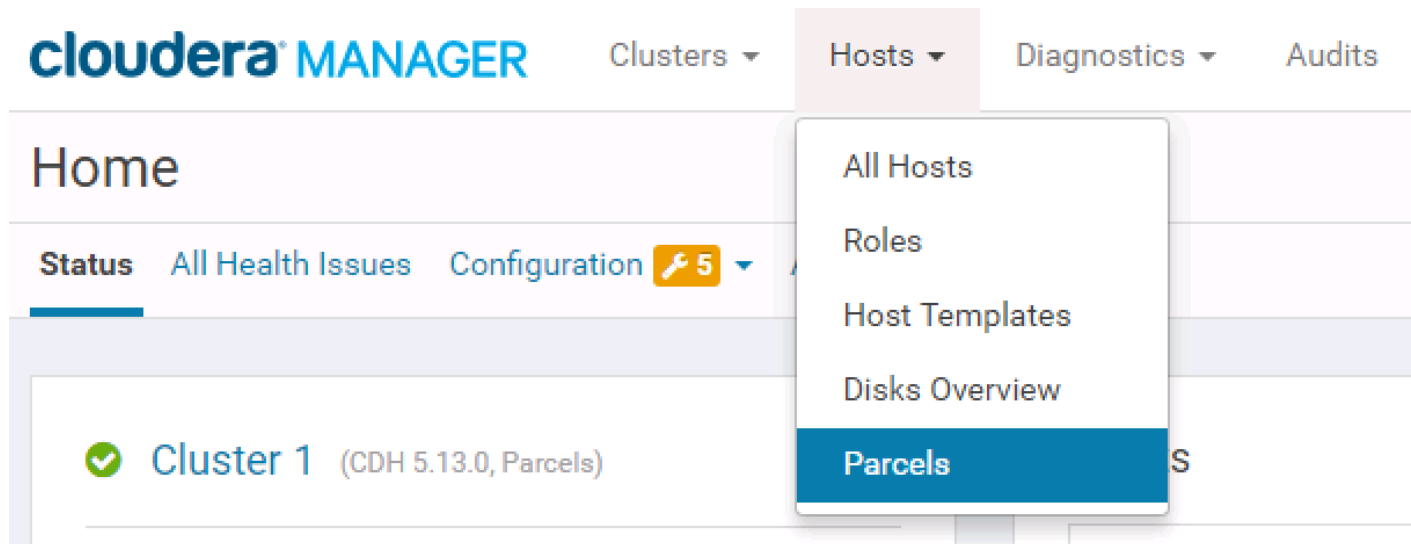 cloudera MANAGER Clusters Hosts Diagnostics Audits
Home
Status All Health Issues Configuration 5
All Hosts
Roles
Host Templates
Disks Overview
Parcels
Cluster 1 (CDH 5.13.0, Parcels)